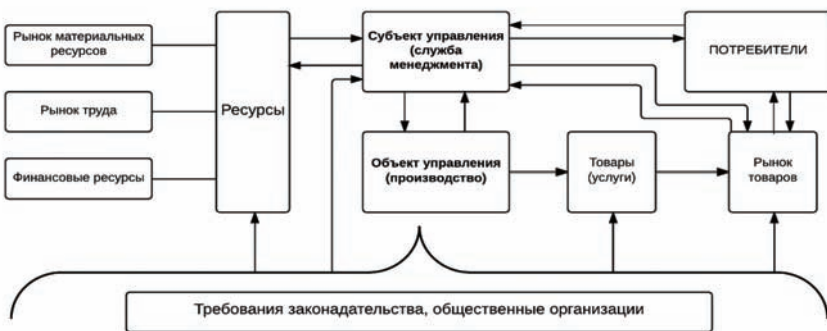 Рынок материальных
ресурсов
Рынок труда
Финансовые ресурсы
Ресурсы
Субъект управления
(служба
менеджмента)
Объект управления
(производство)
Товары
(услуги)
ПОТРЕБИТЕЛИ
Рынок
товаров
Требования законадательства, общественные организации